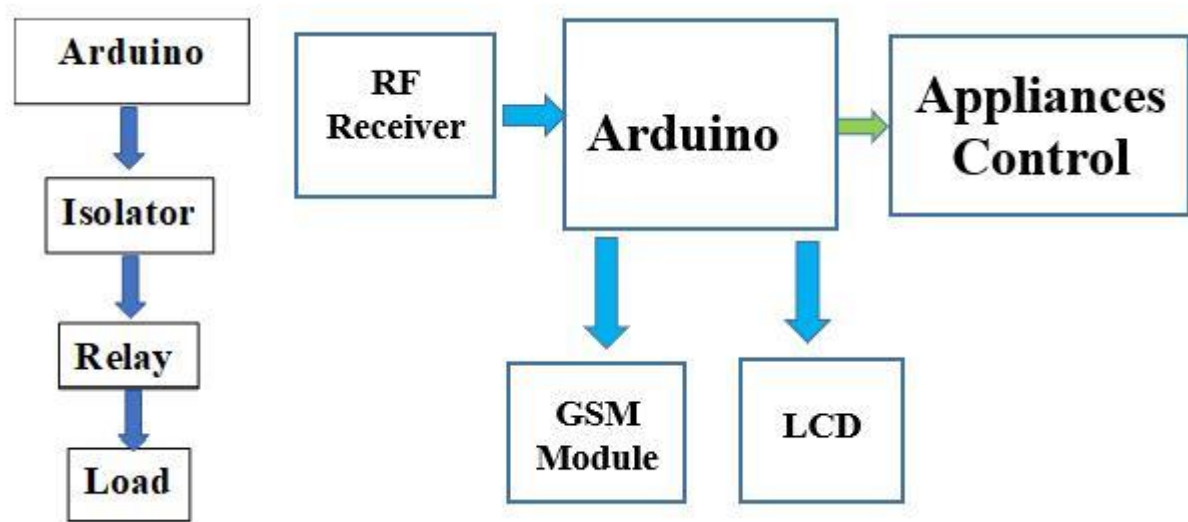 Arduino
Isolator
Relay
Load
RF
Receiver
Arduino
Appliances
Control
GSM
Module
LCD